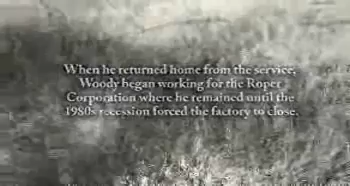 When he returned home from the service,
Woody began working for the Roper
Corporation where he remained until the
1980s recession forced the factory to close.